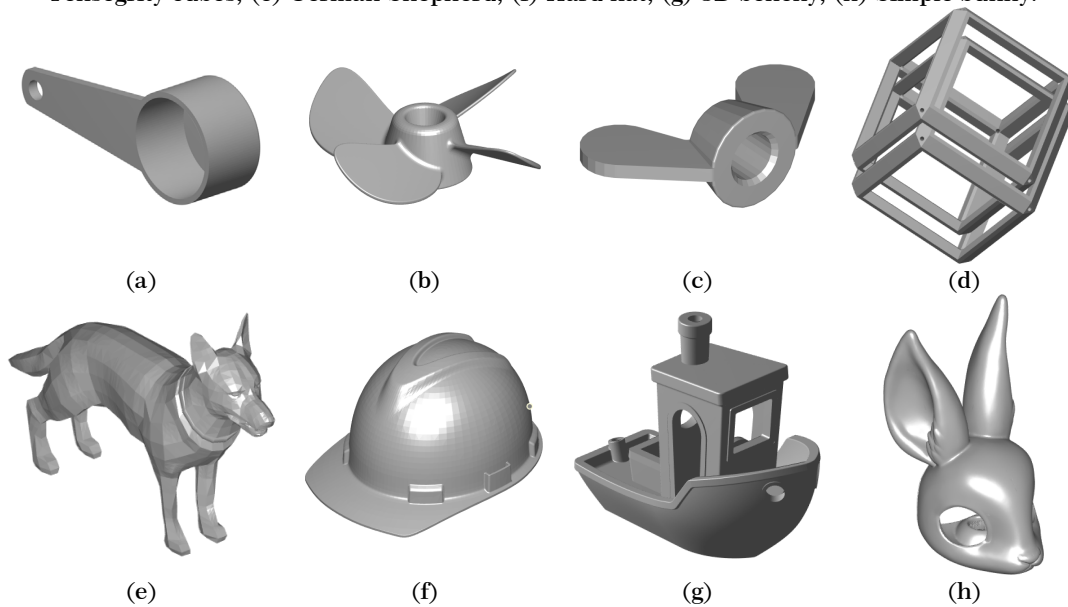 Tensegrity cubes, (e) German Shepherd, (f) Hard hat, (g) 3D benchy, (h) Simple bunny.
(a) (b) (c) (d)
(e) (f) (g) (h)